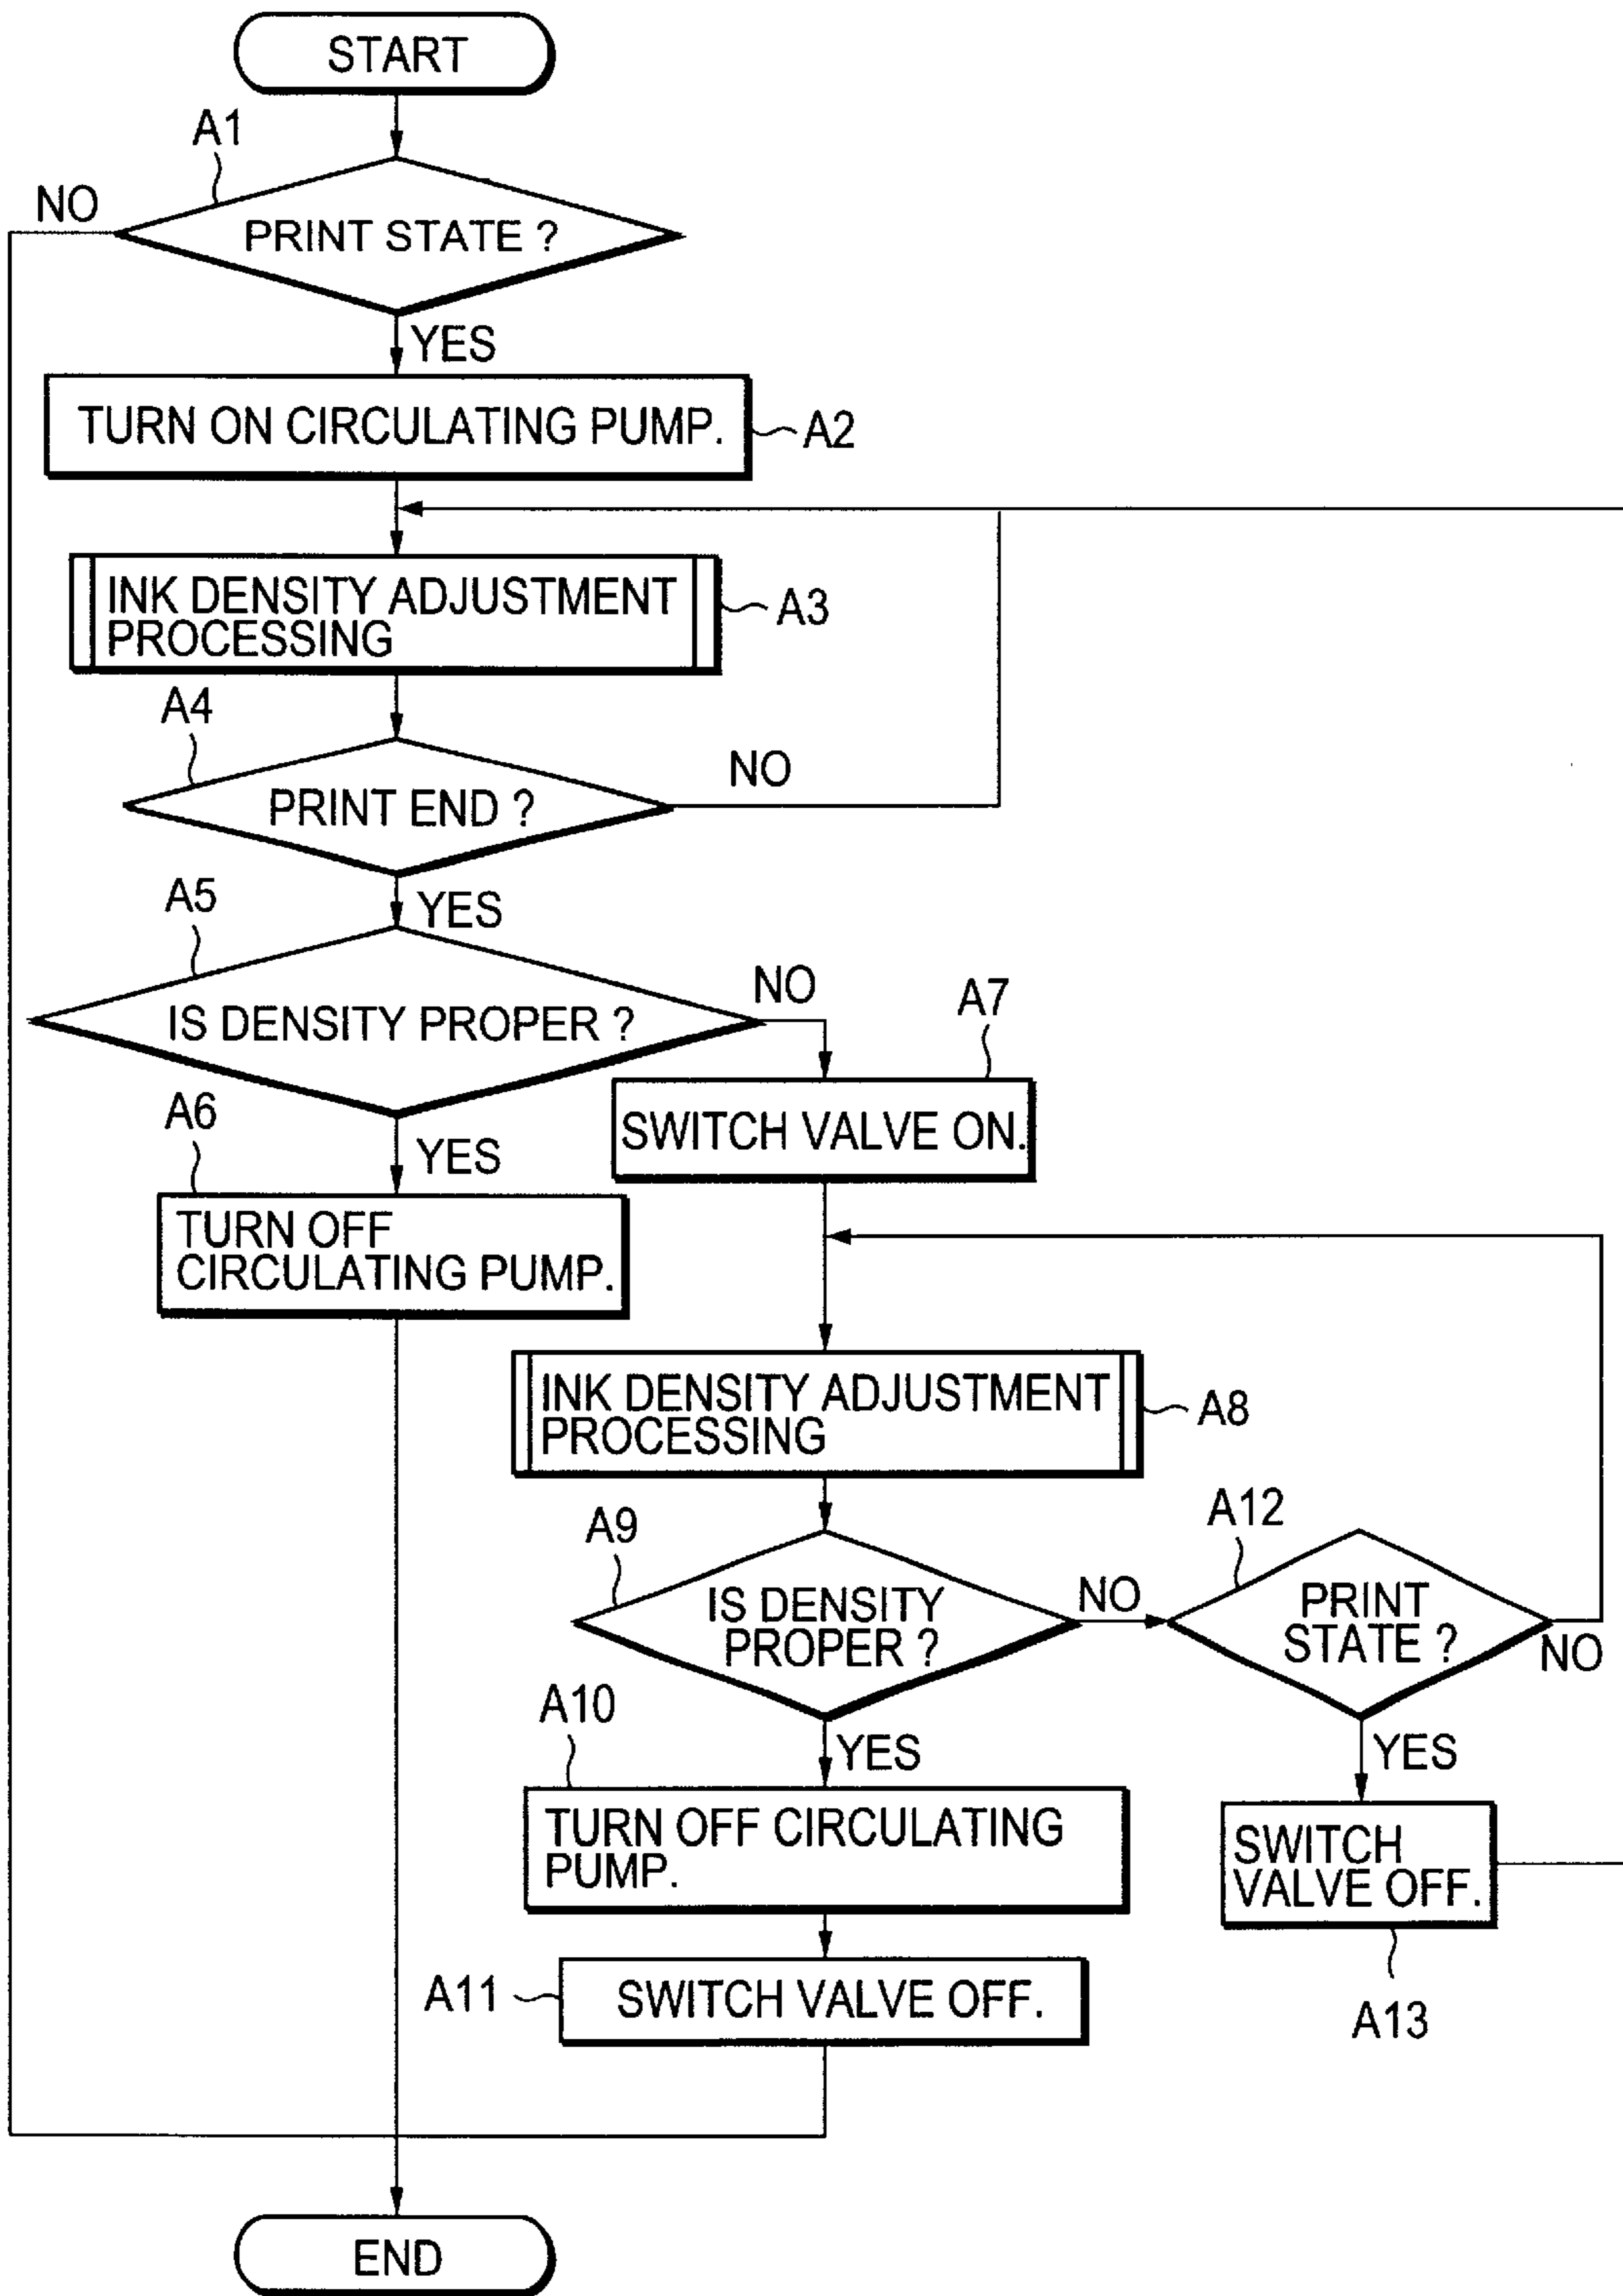 START
A1
NO
PRINT STATE ?
YES
TURN ON CIRCULATING PUMP.
A2
INK DENSITY ADJUSTMENT
PROCESSING
A3
A4
NO
PRINT END ?
A5
YES
NO
A7
IS DENSITY PROPER ?
A6
SWITCH VALVE ON.
YES
TURN OFF
CIRCULATING PUMP.
INK DENSITY ADJUSTMENT
PROCESSING
A8
A9
A12
IS DENSITY
PROPER ?
NO
PRINT
STATE ?
NO
A10
YES
YES
TURN OFF CIRCULATING
PUMP.
SWITCH
VALVE OFF.
A11
SWITCH VALVE OFF.
A13
END